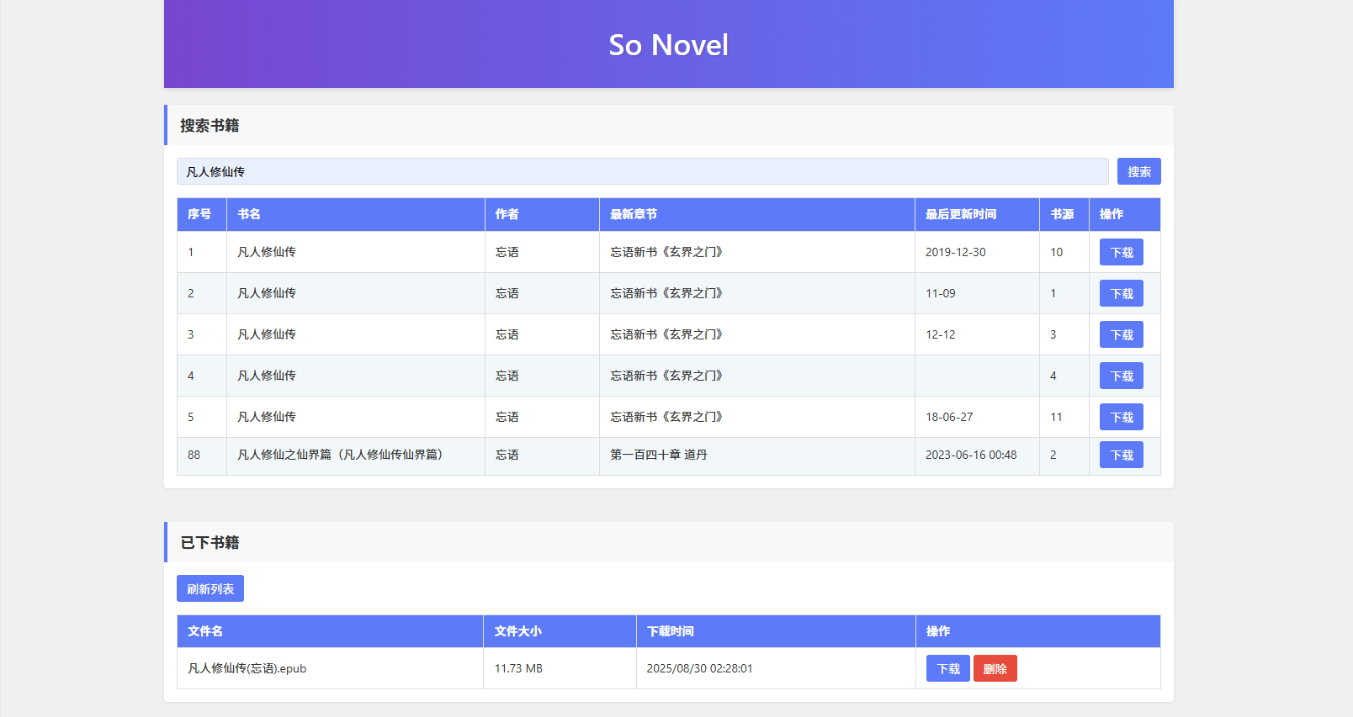 So Novel
搜索书籍
凡人修仙传 搜索
序号 书名 作者 最新章节 最后更新时间 书源 操作
1 凡人修仙传 忘语 忘语新书《玄界之门》 2019-12-30 10 下载
2 凡人修仙传 忘语 忘语新书《玄界之门》 11-09 1 下载
3 凡人修仙传 忘语 忘语新书《玄界之门》 12-12 3 下载
4 凡人修仙传 忘语 忘语新书《玄界之门》 4 下载
5 凡人修仙传 忘语 忘语新书《玄界之门》 18-06-27 11 下载
88 凡人修仙之仙界篇（凡人修仙传仙界篇） 忘语 第一百四十章 道丹 2023-06-16 00:48 2 下载
已下书籍
刷新列表
文件名 文件大小 下载时间 操作
凡人修仙传(忘语).epub 11.73 MB 2025/08/30 02:28:01 下载 删除